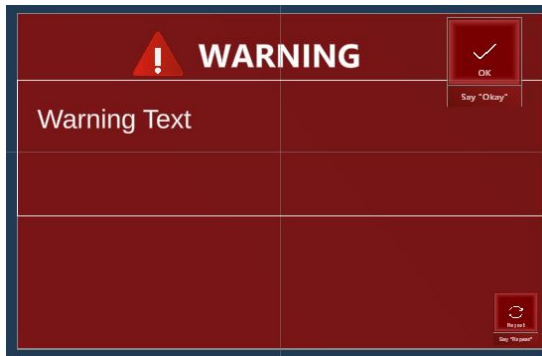 WARNING
OK
Say "Okay"
Warning Text
Repeat
Say "Repeat"